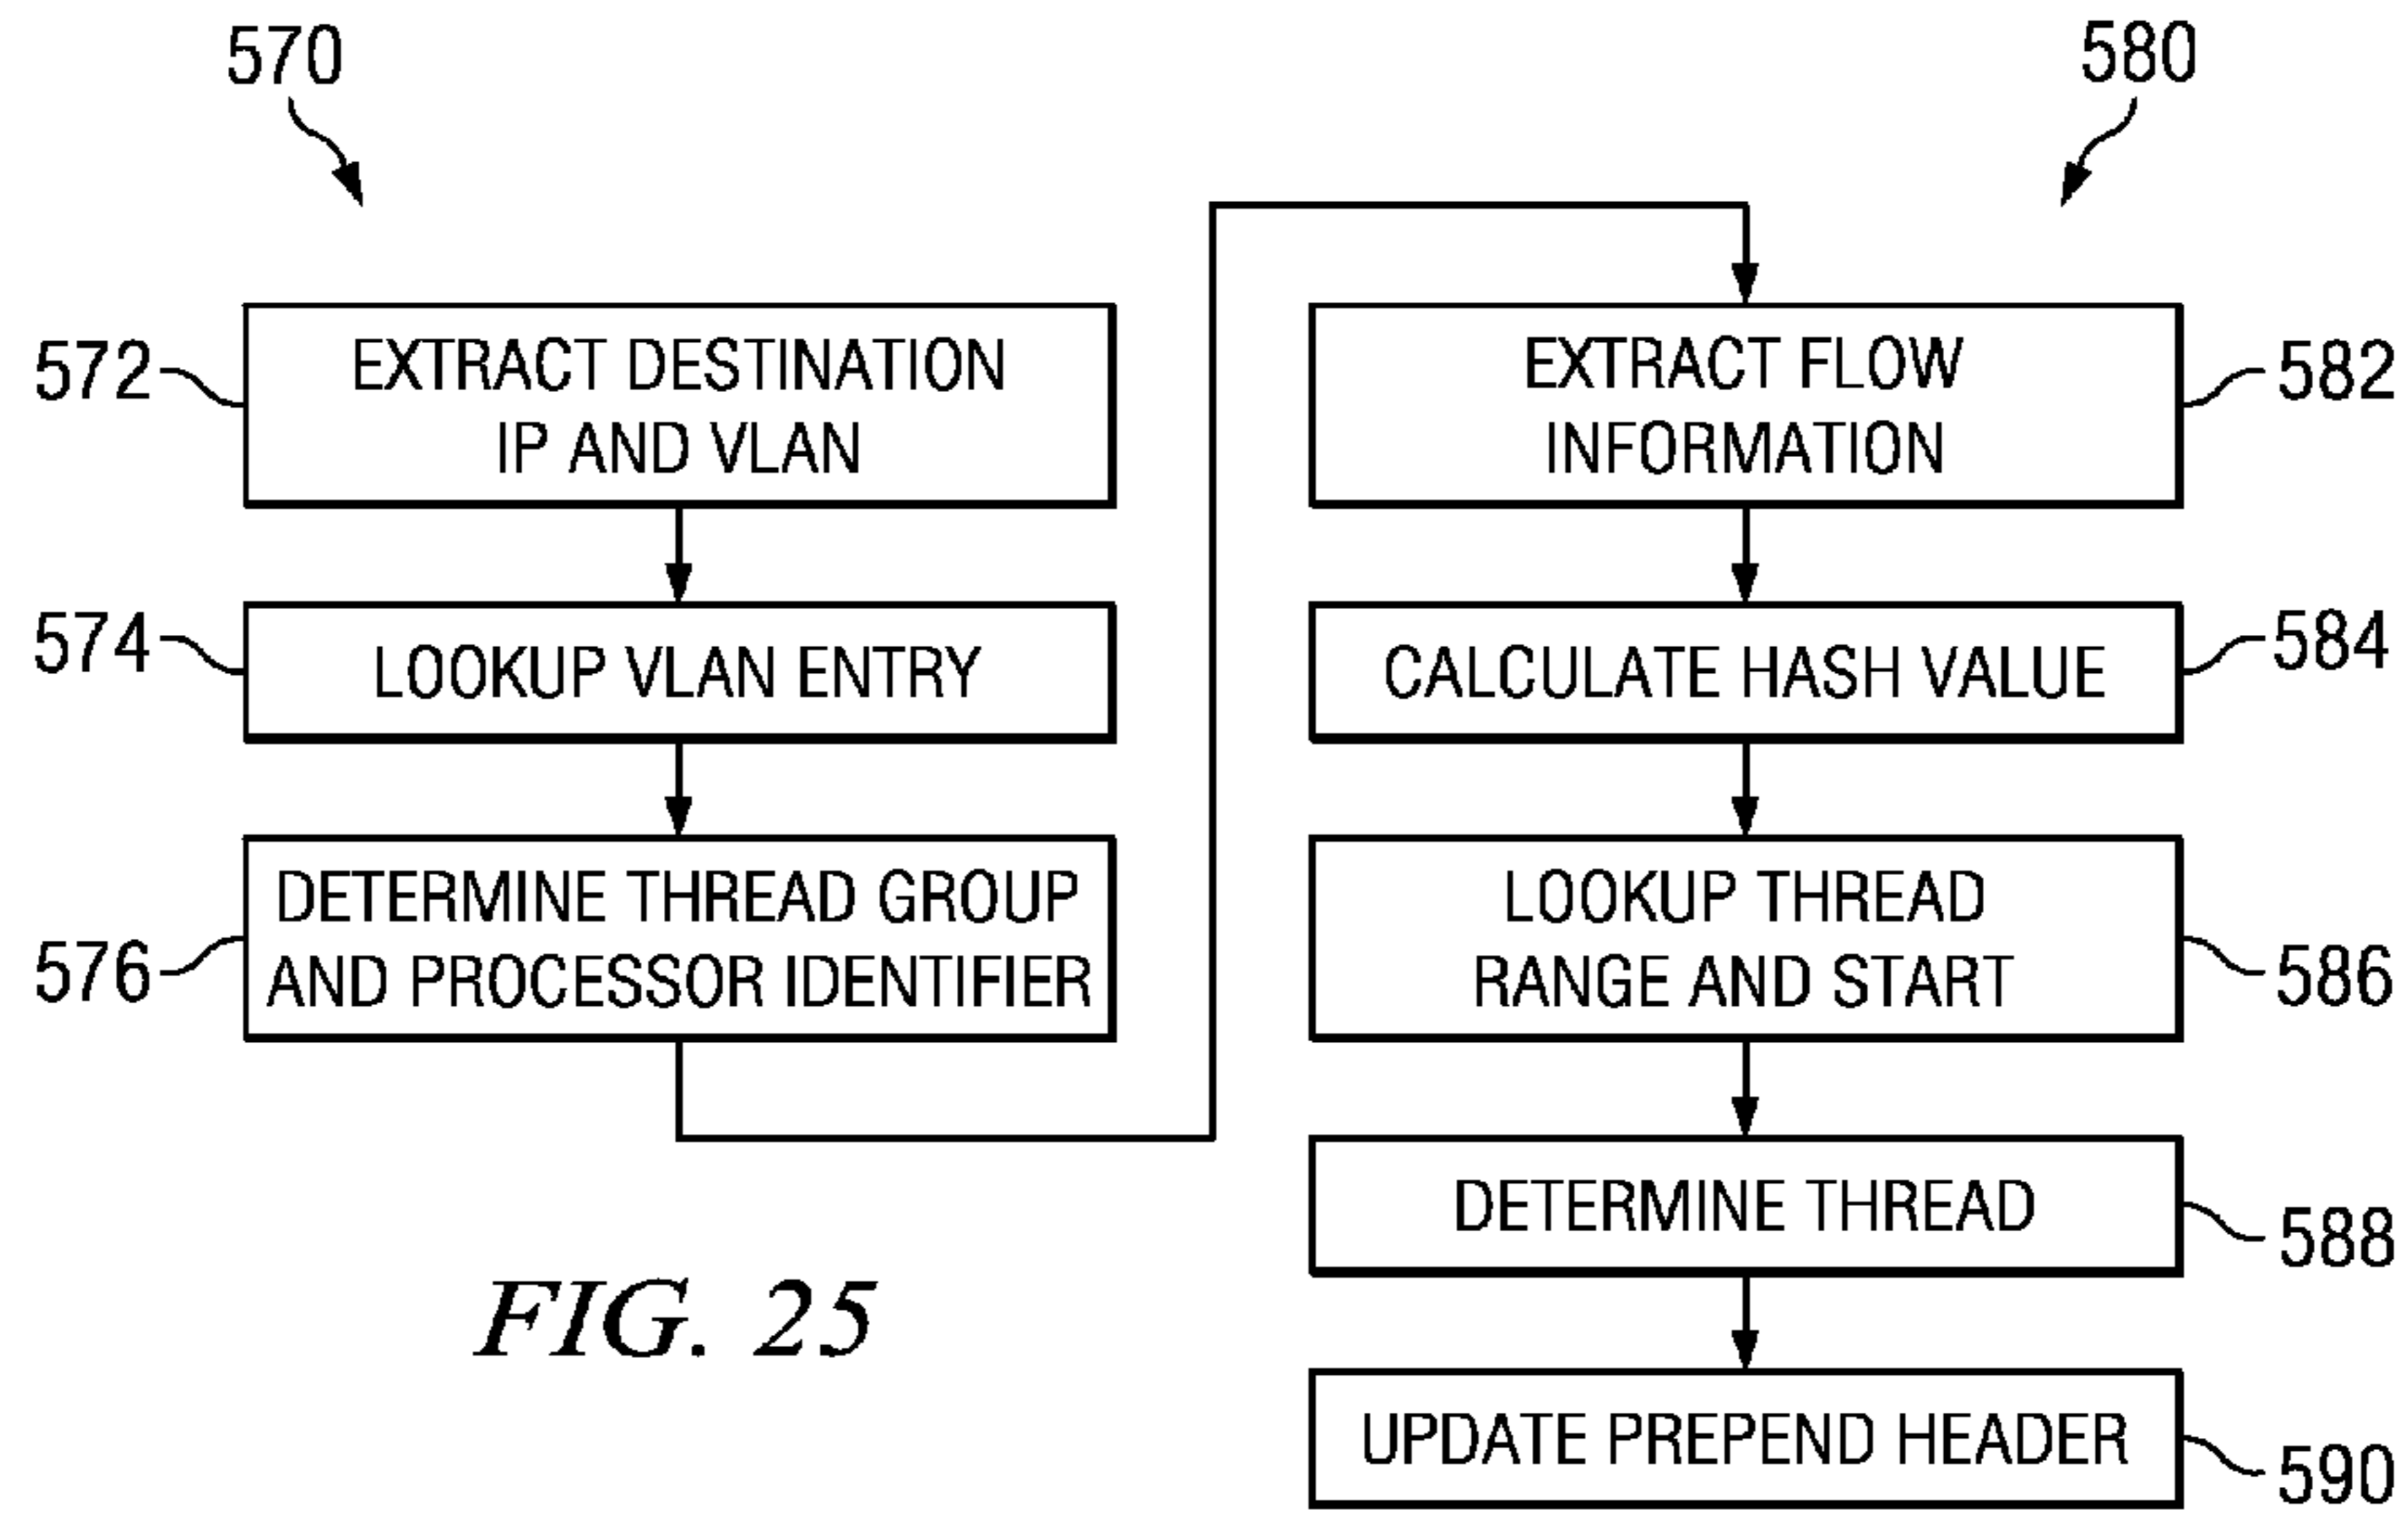 570
580
572
EXTRACT DESTINATION
IP AND VLAN
574
LOOKUP VLAN ENTRY
576
DETERMINE THREAD GROUP
AND PROCESSOR IDENTIFIER
EXTRACT FLOW
INFORMATION
582
CALCULATE HASH VALUE
584
LOOKUP THREAD
RANGE AND START
586
DETERMINE THREAD
588
UPDATE PREPEND HEADER
590
FIG. 25